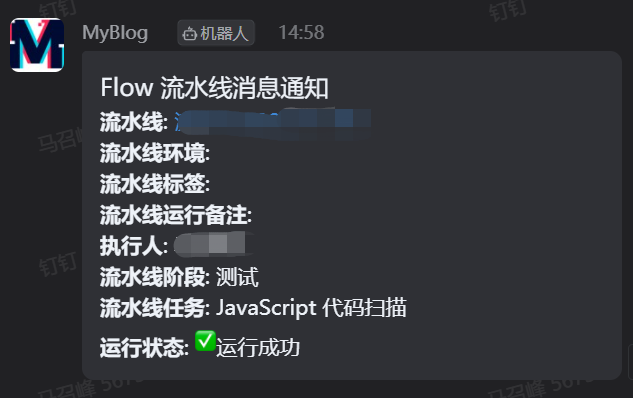 MyBlog 机器人 14:58
Flow 流水线消息通知
流水线:
流水线环境:
流水线标签:
流水线运行备注:
执行人:
流水线阶段: 测试
流水线任务: JavaScript 代码扫描
运行状态: ✅运行成功
钉钉
钉钉
马召峰
钉钉
马召峰
马召峰